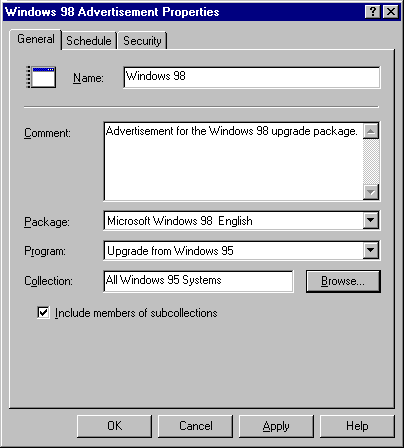 Windows 98 Advertisement Properties
General Schedule Security
Name: Windows 98
Comment: Advertisement for the Windows 98 upgrade package.
Package: Microsoft Windows 98 English
Program: Upgrade from Windows 95
Collection: All Windows 95 Systems Browse...
Include members of subcollections
OK Cancel Apply Help